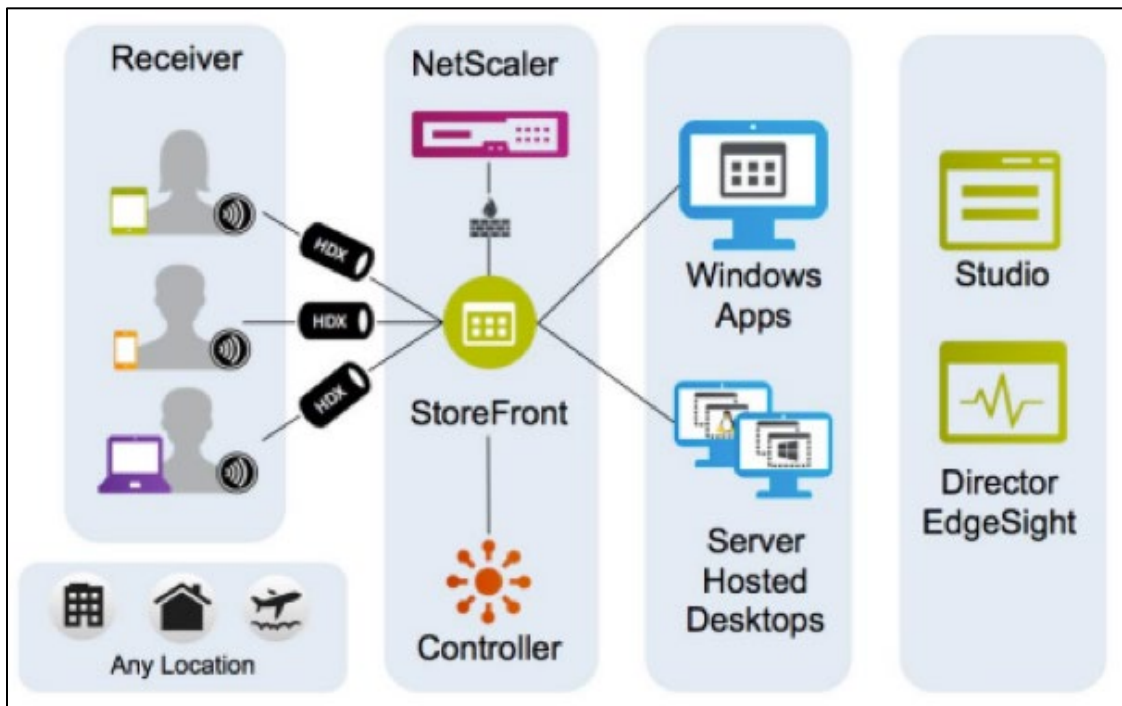 Receiver
HDX
HDX
HDX
Any Location
NetScaler
StoreFront
Controller
Windows
Apps
Server
Hosted
Desktops
Studio
Director
EdgeSight